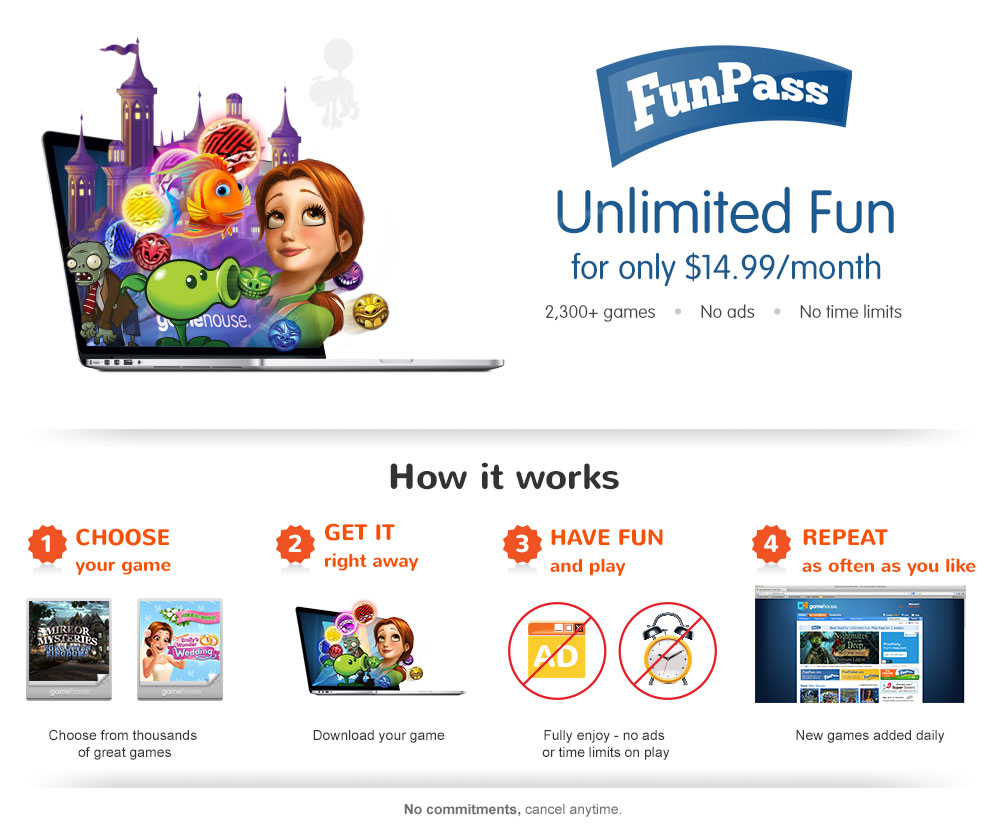 FunPass
Unlimited Fun
for only $14.99/month
2,300+ games • No ads • No time limits
gamehouse
How it works
1 CHOOSE
your game
2 GET IT
right away
3 HAVE FUN
and play
4 REPEAT
as often as you like
MIRROR
MYSTERIES
FORGOTTEN
KINGDOMS
gamehouse
Emily's
Wonder
Wedding
gamehouse
AD
gamehouse
NIGHTMARES
DEEP
Choose from thousands
of great games
Download your game
Fully enjoy - no ads
or time limits on play
New games added daily
No commitments, cancel anytime.